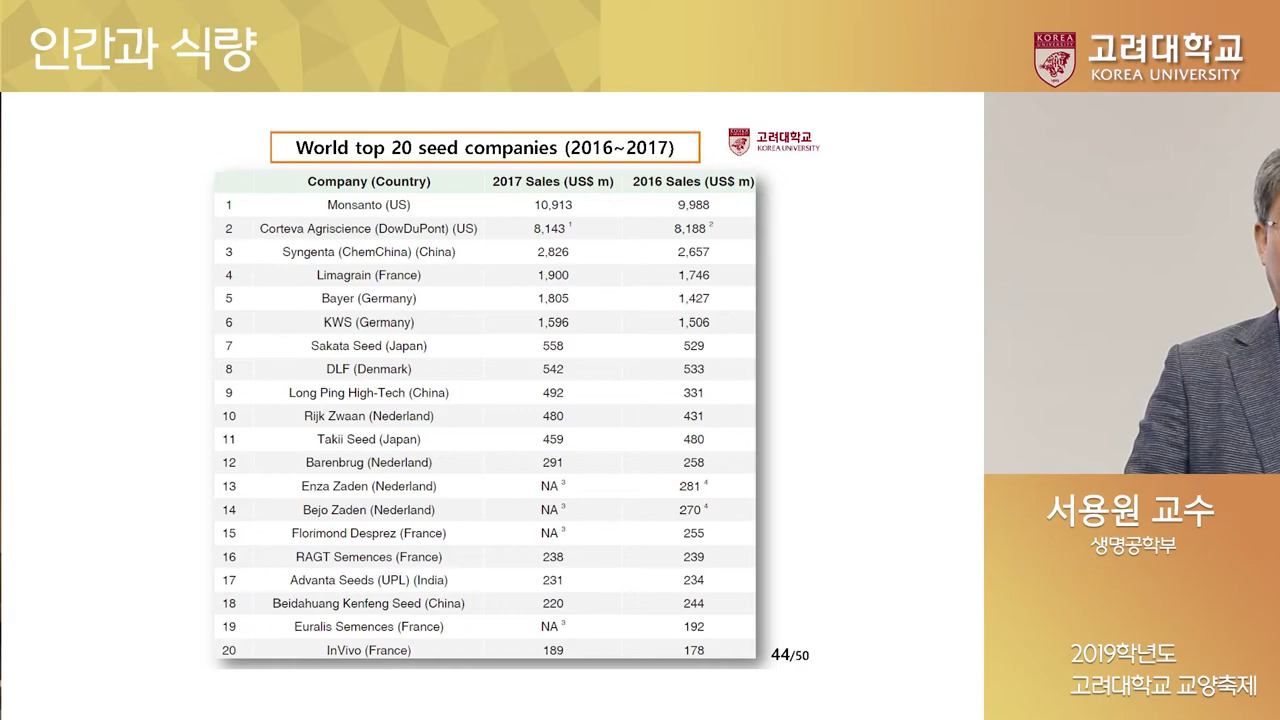 인간과 식량
KOREA
UNIVERSITY
고려대학교
KOREA UNIVERSITY
World top 20 seed companies (2016~2017)
고려대학교
KOREA UNIVERSITY
Company (Country) 2017 Sales (US$ m) 2016 Sales (US$ m)
1 Monsanto (US) 10,913 9,988
2 Corteva Agriscience (DowDuPont) (US) 8,143 1 8,188 2
3 Syngenta (ChemChina) (China) 2,826 2,657
4 Limagrain (France) 1,900 1,746
5 Bayer (Germany) 1,805 1,427
6 KWS (Germany) 1,596 1,506
7 Sakata Seed (Japan) 558 529
8 DLF (Denmark) 542 533
9 Long Ping High-Tech (China) 492 331
10 Rijk Zwaan (Nederland) 480 431
11 Takii Seed (Japan) 459 480
12 Barenbrug (Nederland) 291 258
13 Enza Zaden (Nederland) NA 3 281 4
14 Bejo Zaden (Nederland) NA 3 270 4
15 Florimond Desprez (France) NA 3 255
16 RAGT Semences (France) 238 239
17 Advanta Seeds (UPL) (India) 231 234
18 Beidahuang Kenfeng Seed (China) 220 244
19 Euralis Semences (France) NA 3 192
20 InVivo (France) 189 178
44/50
서용원 교수
생명공학부
2019학년도
고려대학교 교양축제